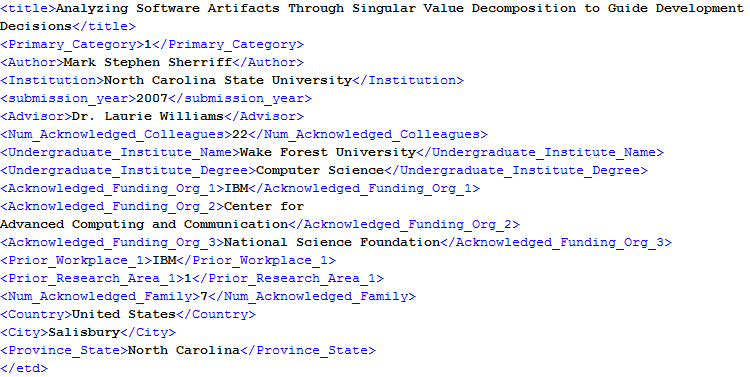 <title>Analyzing Software Artifacts Through Singular Value Decomposition to Guide Development
Decisions</title>
<Primary_Category>1</Primary_Category>
<Author>Mark Stephen Sherriff</Author>
<Institution>North Carolina State University</Institution>
<submission_year>2007</submission_year>
<Advisor>Dr. Laurie Williams</Advisor>
<Num_Acknowledged_Colleagues>22</Num_Acknowledged_Colleagues>
<Undergraduate_Institute_Name>Wake Forest University</Undergraduate_Institute_Name>
<Undergraduate_Institute_Degree>Computer Science</Undergraduate_Institute_Degree>
<Acknowledged_Funding_Org_1>IBM</Acknowledged_Funding_Org_1>
<Acknowledged_Funding_Org_2>Center for
Advanced Computing and Communication</Acknowledged_Funding_Org_2>
<Acknowledged_Funding_Org_3>National Science Foundation</Acknowledged_Funding_Org_3>
<Prior_Workplace_1>IBM</Prior_Workplace_1>
<Prior_Research_Area_1>1</Prior_Research_Area_1>
<Num_Acknowledged_Family>7</Num_Acknowledged_Family>
<Country>United States</Country>
<City>Salisbury</City>
<Province_State>North Carolina</Province_State>
</etd>